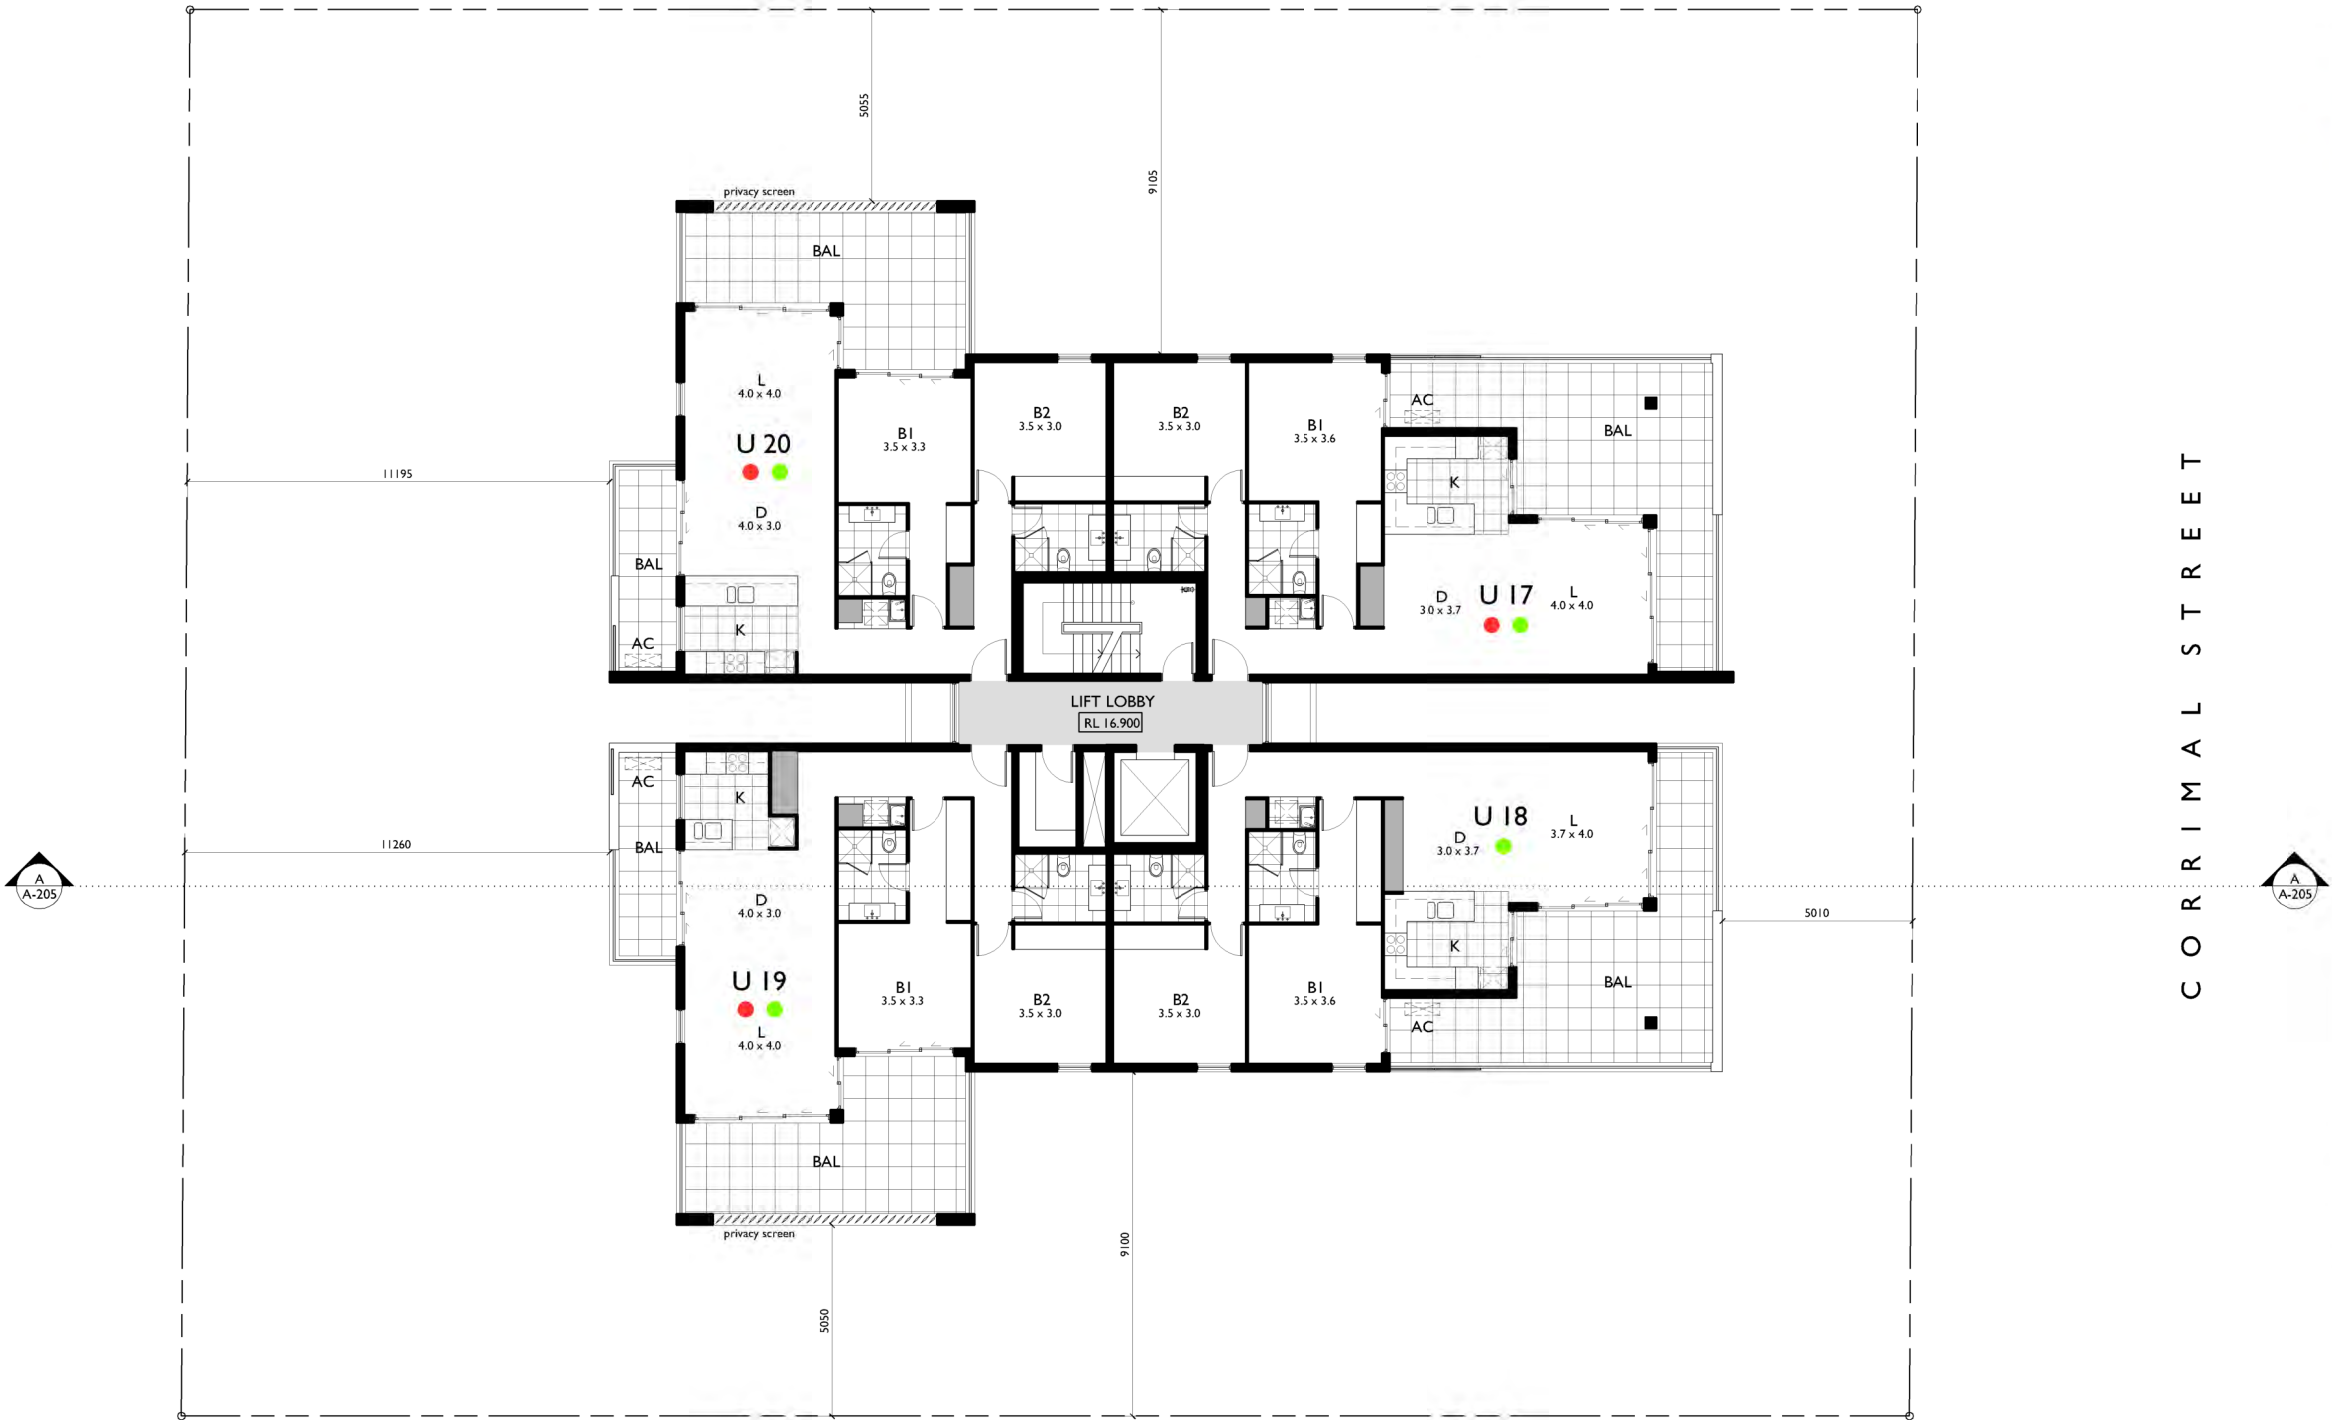 5055
9105
privacy screen
BAL
L
4.0 x 4.0
U 20
D
4.0 x 3.0
B1
3.5 x 3.3
B2
3.5 x 3.0
B2
3.5 x 3.0
B1
3.5 x 3.6
AC
BAL
K
11195
BAL
AC
K
D
3.0 x 3.7
U 17
L
4.0 x 4.0
LIFT LOBBY
RL 16.900
CORRIMAL STREET
AC
K
BAL
11260
A
A-205
D
4.0 x 3.0
U 19
L
4.0 x 4.0
B1
3.5 x 3.3
B2
3.5 x 3.0
B2
3.5 x 3.0
B1
3.5 x 3.6
U 18
D
3.0 x 3.7
L
3.7 x 4.0
K
AC
BAL
5010
A
A-205
BAL
privacy screen
5050
9100